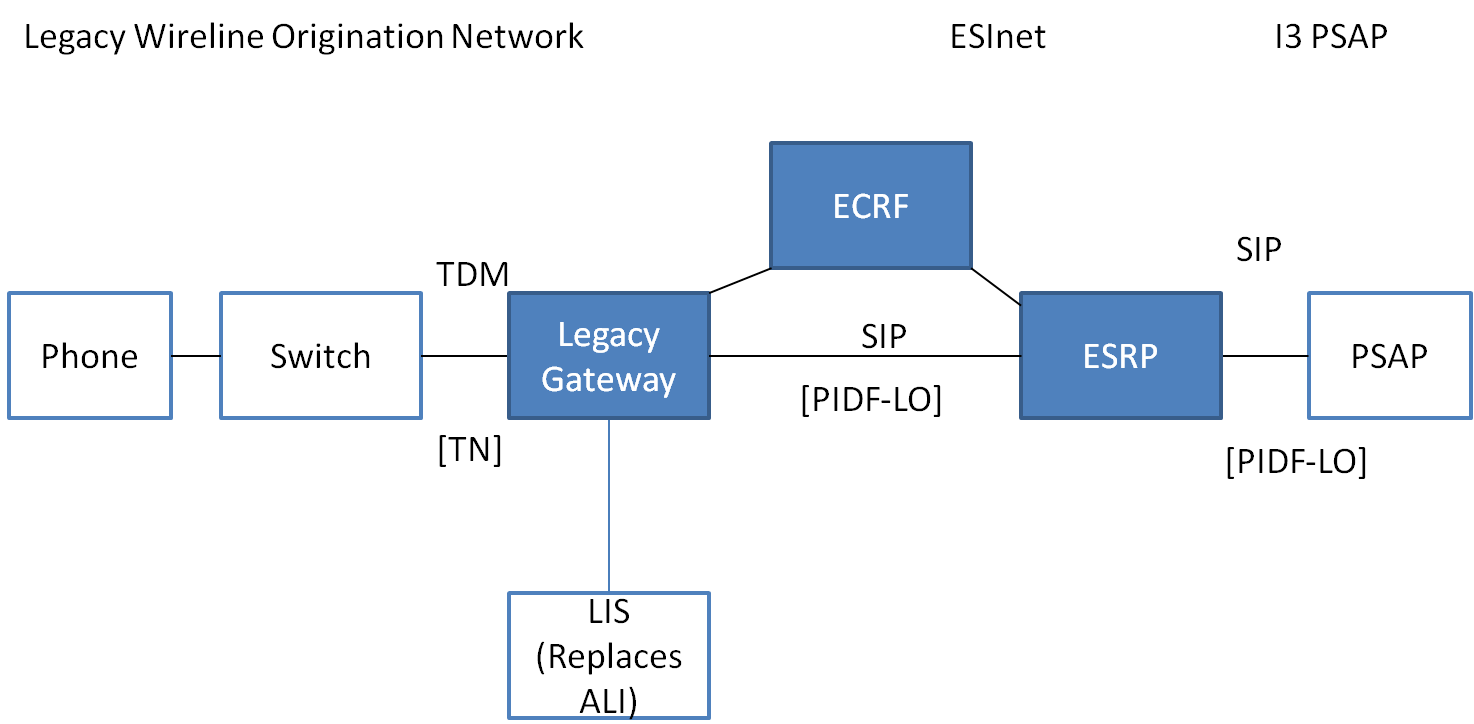 Legacy Wireline Origination Network
ESInet
I3 PSAP
ECRF
TDM
SIP
Phone
Switch
Legacy
Gateway
SIP
ESRP
PSAP
[PIDF-LO]
[TN]
[PIDF-LO]
LIS
(Replaces
ALI)